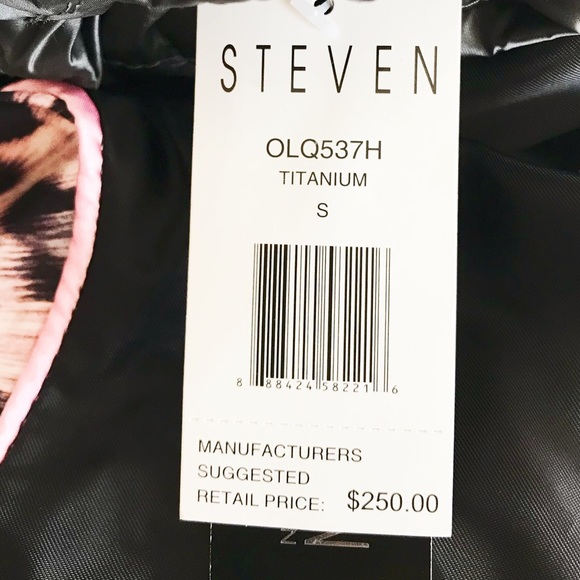 STEVEN
OLQ537H
TITANIUM
S
8 88424 58221 6
MANUFACTURERS
SUGGESTED
RETAIL PRICE: $250.00